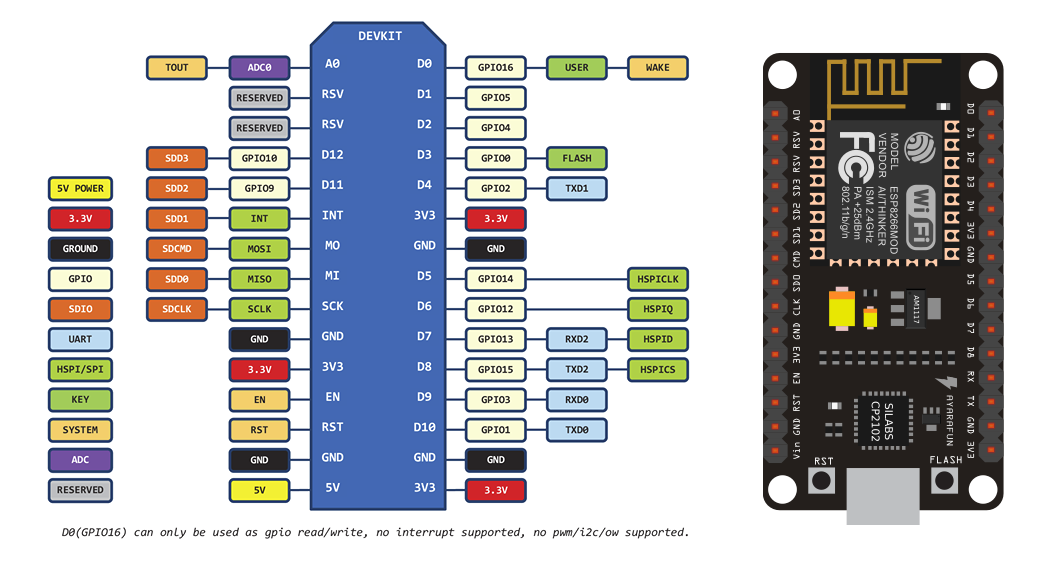 DEVKIT
TOUT ADC0 A0 D0 GPIO16 USER WAKE
RESERVED RSV D1 GPIO5
RESERVED RSV D2 GPIO4
SDD3 GPIO10 D12 D3 GPIO0 FLASH
5V POWER SDD2 GPIO9 D11 D4 GPIO2 TXD1
3.3V SDD1 INT INT 3V3 3.3V
GROUND SDCMD MOSI MO GND GND
GPIO SDD0 MISO MI D5 GPIO14 HSPICLK
SDIO SDCLK SCLK SCK D6 GPIO12 HSPIQ
UART GND GND D7 GPIO13 RXD2 HSPID
HSPI/SPI 3.3V 3V3 D8 GPIO15 TXD2 HSPICS
KEY EN EN D9 GPIO3 RXD0
SYSTEM RST RST D10 GPIO1 TXD0
ADC GND GND GND GND
RESERVED 5V 5V 3V3 3.3V
D0(GPIO16) can only be used as gpio read/write, no interrupt supported, no pwm/i2c/ow supported.
A0
RSV
RSV
SD3
SD2
SD1
CMD
SD0
CLK
GND
3V3
EN
RST
GND
Vin
D0
D1
D2
D3
D4
3V3
GND
D5
D6
D7
D8
RX
TX
GND
3V3
MODEL ESP8266MOD
VENDOR AI/THINKER
ISM 2.4GHz
PA +25dBm
802.11b/g/n
FC
Wi Fi
AM1117
SILABS
CP2102
AYARAFUN
RST
FLASH